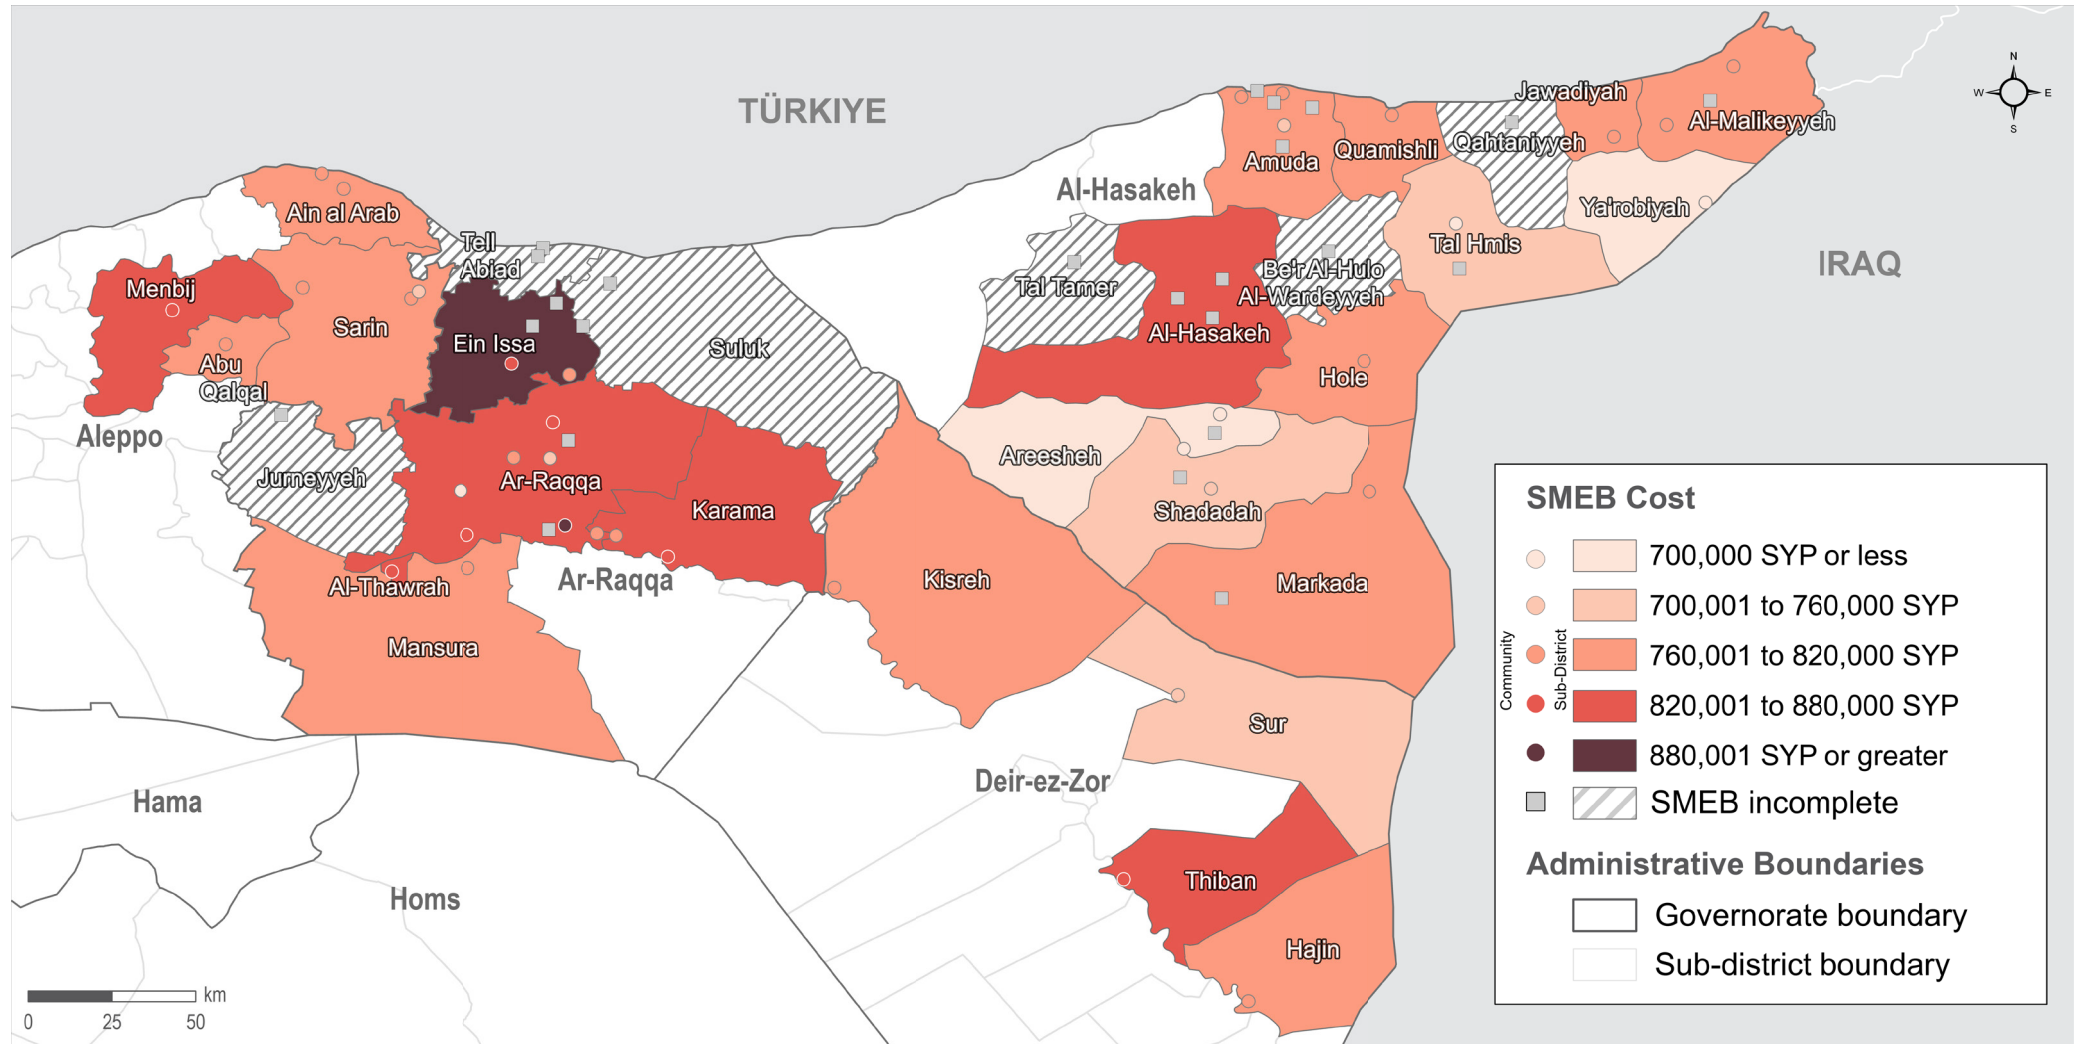 TÜRKIYE
N
W
E
S
Jawadiyah
Al-Malikeyyeh
Quamishli
Qahtaniyyeh
Amuda
Al-Hasakeh
Ya'robiyah
Ain al Arab
Tal Hmis
Tell
Abiad
IRAQ
Be'r Al-Hulo
Al-Wardeyyeh
Tal Tamer
Menbij
Sarin
Al-Hasakeh
Ein Issa
Suluk
Abu
Qalqal
Hole
Aleppo
Areesheh
Jurneyyeh
Ar-Raqqa
Karama
Shadadah
Al-Thawrah
Ar-Raqqa
Kisreh
Markada
Mansura
Sur
Deir-ez-Zor
Hama
Thiban
Homs
Hajin
km
0
25
50
SMEB Cost
Community
Sub-District
700,000 SYP or less
700,001 to 760,000 SYP
760,001 to 820,000 SYP
820,001 to 880,000 SYP
880,001 SYP or greater
SMEB incomplete
Administrative Boundaries
Governorate boundary
Sub-district boundary